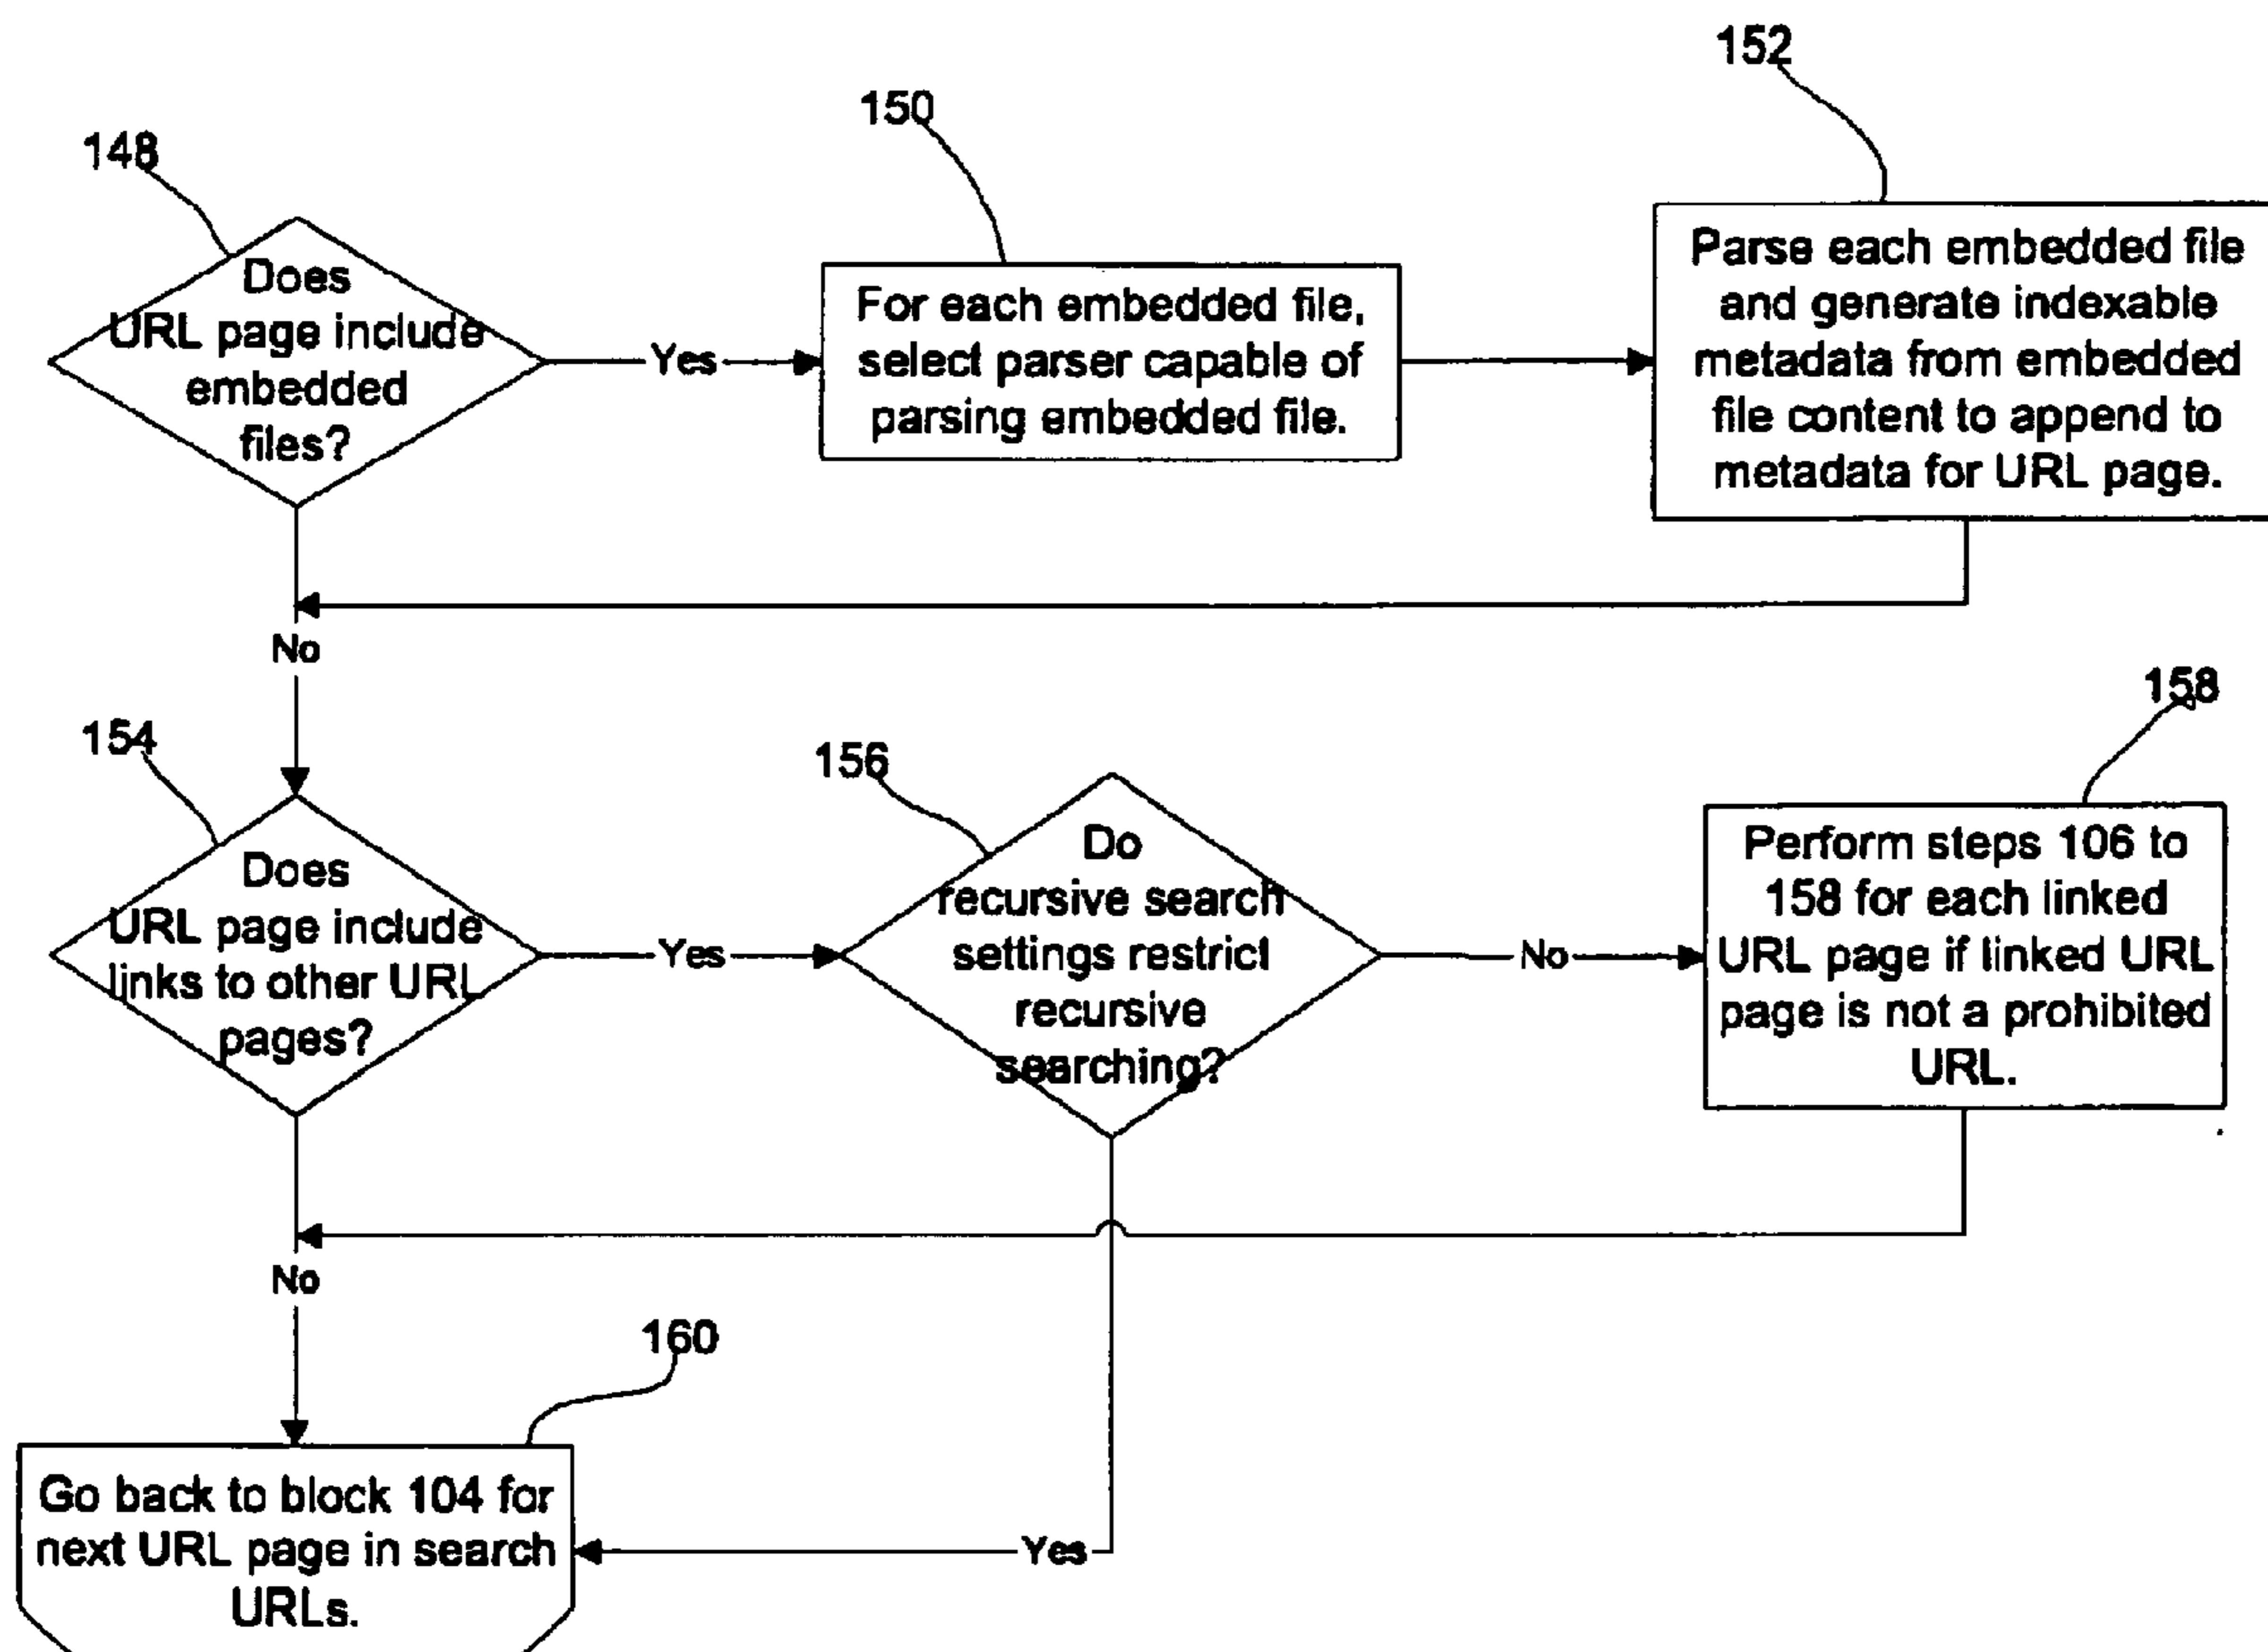 152
150
148
Does
URL page include
embedded
files?
Yes
For each embedded file,
select parser capable of
parsing embedded file.
Parse each embedded file
and generate indexable
metadata from embedded
file content to append to
metadata for URL page.
No
158
154
156
Does
URL page include
links to other URL
pages?
Yes
Do
recursive search
settings restrict
recursive
searching?
No
Perform steps 106 to
158 for each linked
URL page if linked URL
page is not a prohibited
URL.
No
160
Go back to block 104 for
next URL page in search
URLs.
Yes